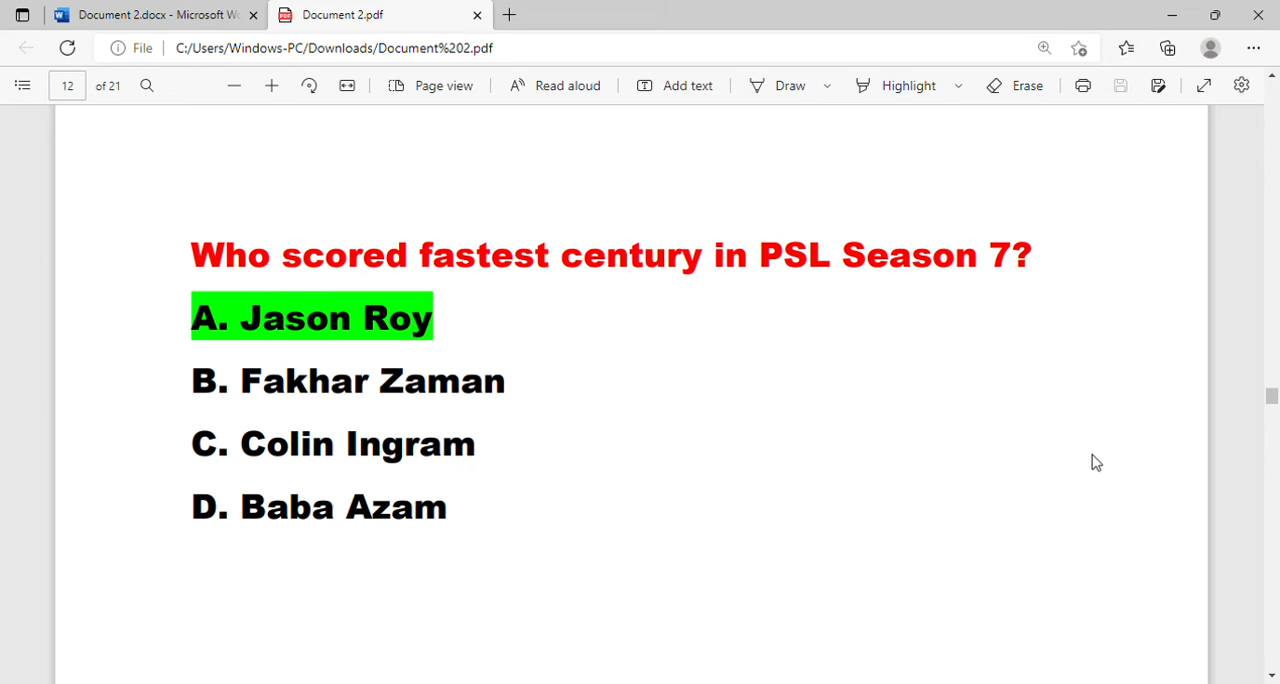 Document 2.docx - Microsoft W
Document 2.pdf
File
C:/Users/Windows-PC/Downloads/Document%202.pdf
12 of 21
Page view
Read aloud
Add text
Draw
Highlight
Erase
Who scored fastest century in PSL Season 7?
A. Jason Roy
B. Fakhar Zaman
C. Colin Ingram
D. Baba Azam